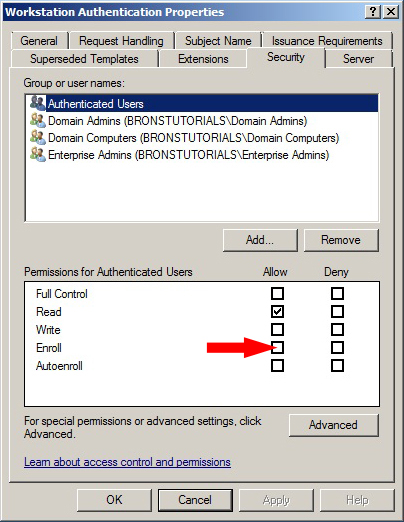 Workstation Authentication Properties
General
Request Handling
Subject Name
Issuance Requirements
Superseded Templates
Extensions
Security
Server
Group or user names:
Authenticated Users
Domain Admins (BRONSTUTORIALS\Domain Admins)
Domain Computers (BRONSTUTORIALS\Domain Computers)
Enterprise Admins (BRONSTUTORIALS\Enterprise Admins)
Add...
Remove
Permissions for Authenticated Users
Allow
Deny
Full Control
Read
Write
Enroll
Autoenroll
For special permissions or advanced settings, click
Advanced.
Advanced
Learn about access control and permissions
OK
Cancel
Apply
Help